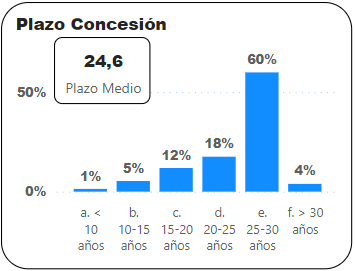 Plazo Concesión
24,6
Plazo Medio
60%
50%
18%
12%
5%
4%
1%
0%
a. < b. c. d. e. f. > 30
10 10-15 15-20 20-25 25-30 años
años años años años años